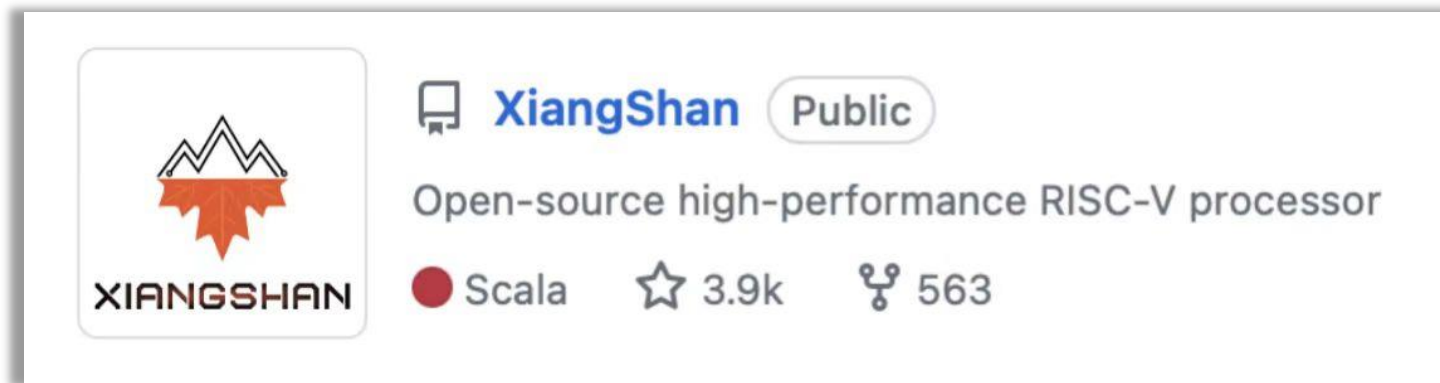 XiangShan Public
Open-source high-performance RISC-V processor
XIANGSHAN
Scala 3.9k 563